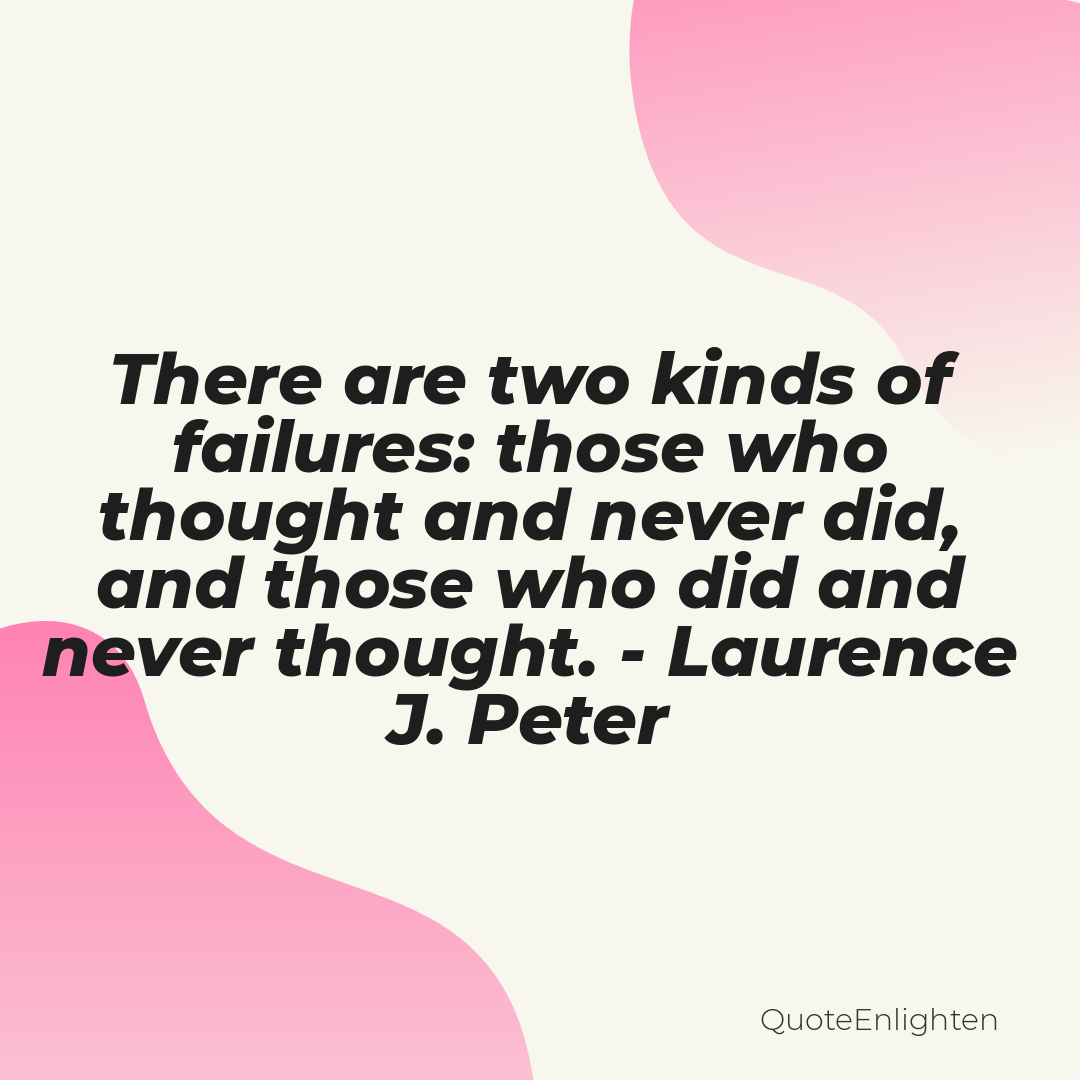 There are two kinds of
failures: those who
thought and never did,
and those who did and
never thought. - Laurence
J. Peter
QuoteEnlighten